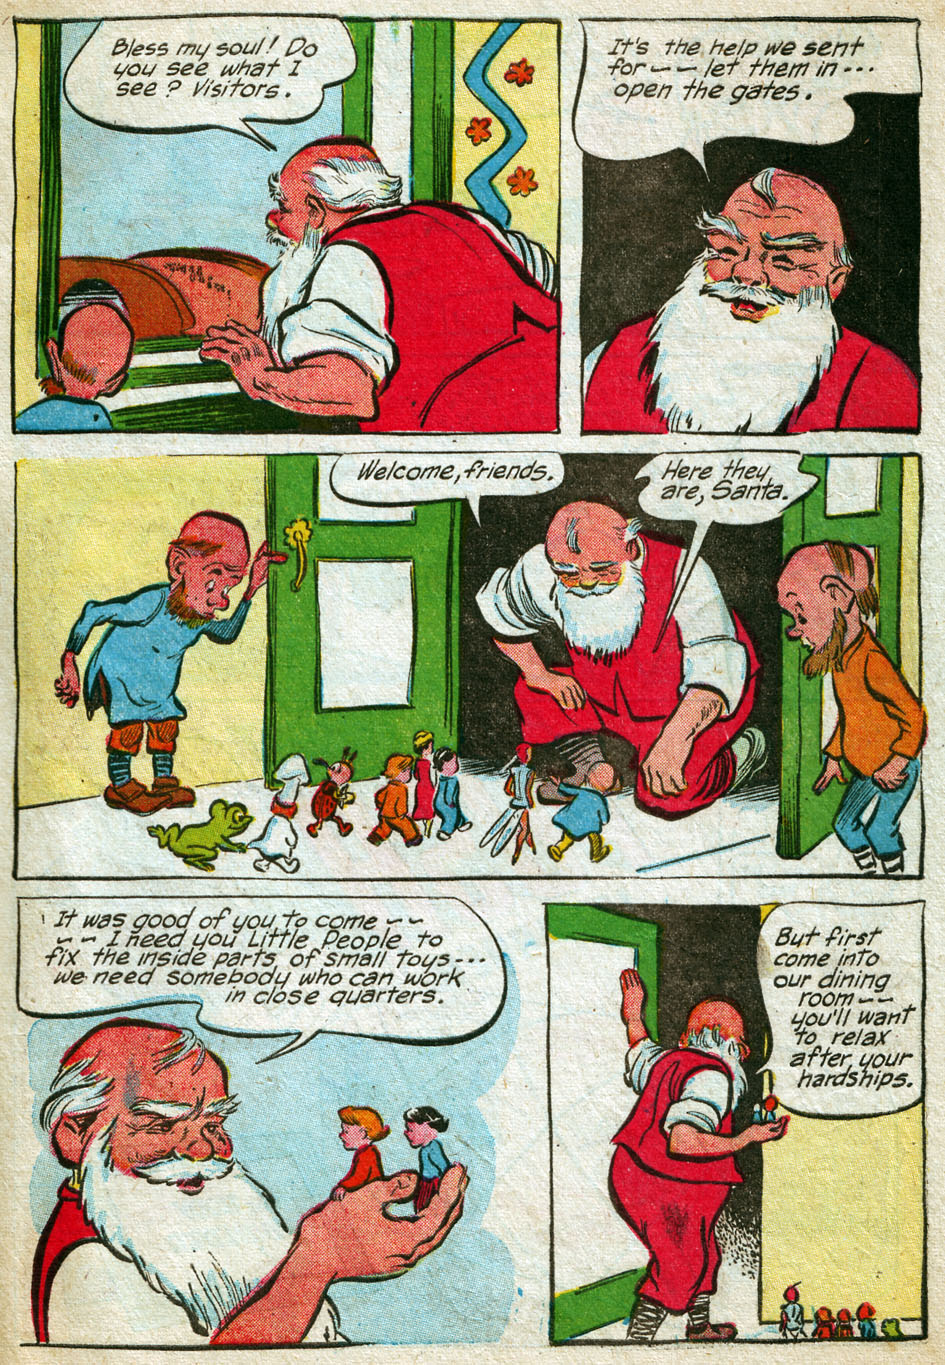 Bless my soul! Do
you see what I
see? Visitors.
It's the help we sent
for -- let them in ---
open the gates.
Welcome, friends.
Here they
are, Santa.
It was good of you to come --
-- I need you Little People to
fix the inside parts of small toys---
we need somebody who can work
in close quarters.
But first
come into
our dining
room --
you'll want
to relax
after your
hardships.